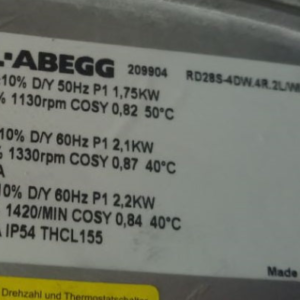 L-ABEGG 209904 RD28S-4DW.4R.2L/W
10% D/Y 50Hz P1 1,75KW
% 1130rpm COSY 0,82 50°C
10% D/Y 60Hz P1 2,1KW
% 1330rpm COSY 0,87 40°C
A
10% D/Y 60Hz P1 2,2KW
1420/MIN COSY 0,84 40°C
A IP54 THCL155
Made
Drehzahl und Thermostatschalter